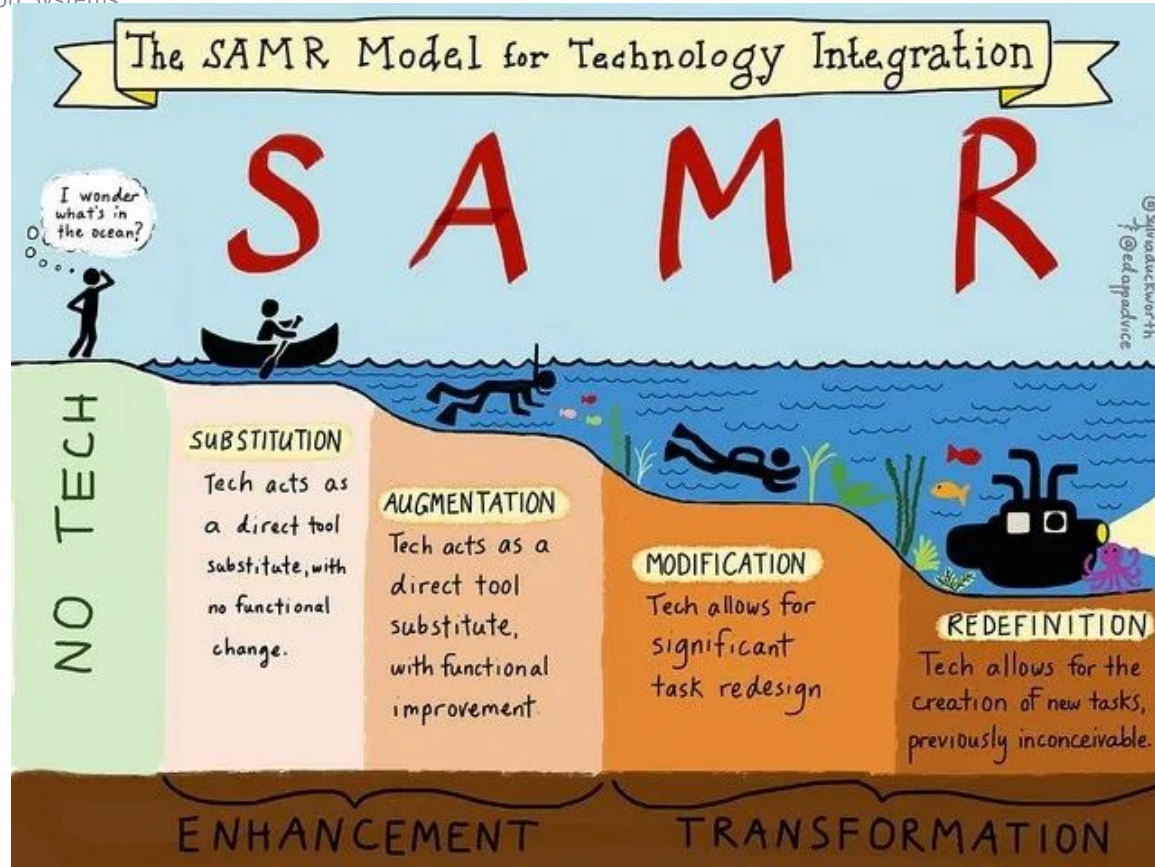 The SAMR Model for Technology Integration
S A M R
I wonder
what's in
the ocean?
@sylviaduckworth
@edappadvice
NO TECH
SUBSTITUTION
Tech acts as
a direct tool
substitute, with
no functional
change.
AUGMENTATION
Tech acts as a
direct tool
substitute,
with functional
improvement.
MODIFICATION
Tech allows for
significant
task redesign
REDEFINITION
Tech allows for the
creation of new tasks,
previously inconceivable.
ENHANCEMENT
TRANSFORMATION